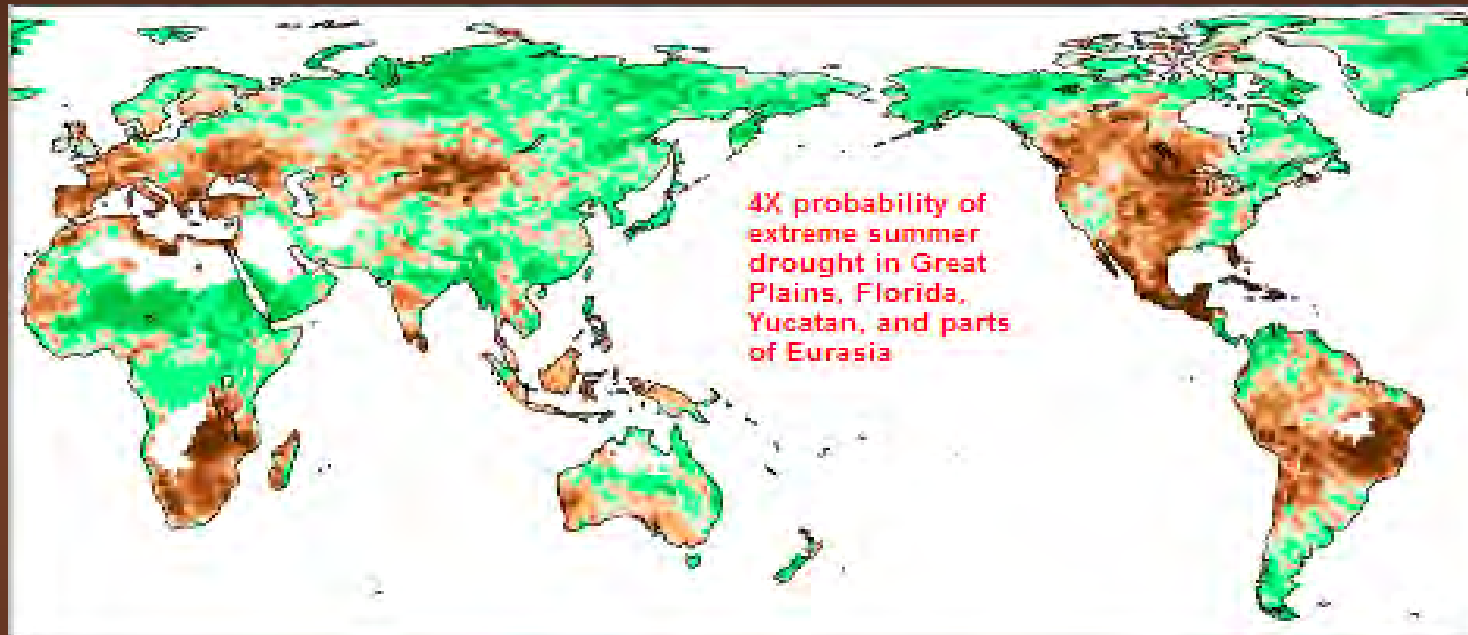 4X probability of
extreme summer
drought in Great
Plains, Florida,
Yucatan, and parts
of Eurasia